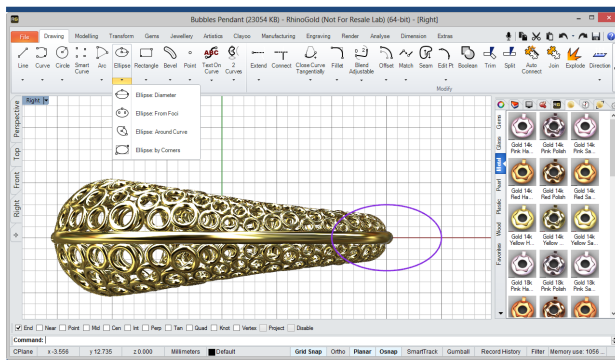 Bubbles Pendant (23054 KB) - RhinoGold (Not For Resale Lab) (64-bit) - [Right]
File Drawing Modelling Transform Gems Jewellery Artistics Clayoo Manufacturing Engraving Render Analyse Dimension Extras
Line Curve Circle Smart Curve Arc Ellipse Rectangle Bevel Point Text On Curve 2 Curves Extend Connect Close Curve Tangentially Fillet Blend Adjustable Offset Match Seam Edit Pt Boolean Trim Split Auto Connect Join Explode Direction
Modify
Ellipse: Diameter
Ellipse: From Foci
Ellipse: Around Curve
Ellipse: by Corners
Right
Perspective
Top
Front
Right
Gems
Glass
Metal
Pearl
Plastic
Wood
Favorites
Gold 14k Pink Ha... Gold 14k Pink Polish Gold 14k Pink Sa...
Gold 14k Red Ha... Gold 14k Red Polish Gold 14k Red Sa...
Gold 14k Yellow H... Gold 14k Yellow ... Gold 14k Yellow Sa...
Gold 18k Pink Ha... Gold 18k Pink Polish Gold 18k Pink Sa...
End Near Point Mid Cen Int Perp Tan Quad Knot Vertex Project Disable
Command:
CPlane x -3.556 y 12.735 z 0.000 Millimeters Default Grid Snap Ortho Planar Osnap SmartTrack Gumball Record History Filter Memory use: 1056...